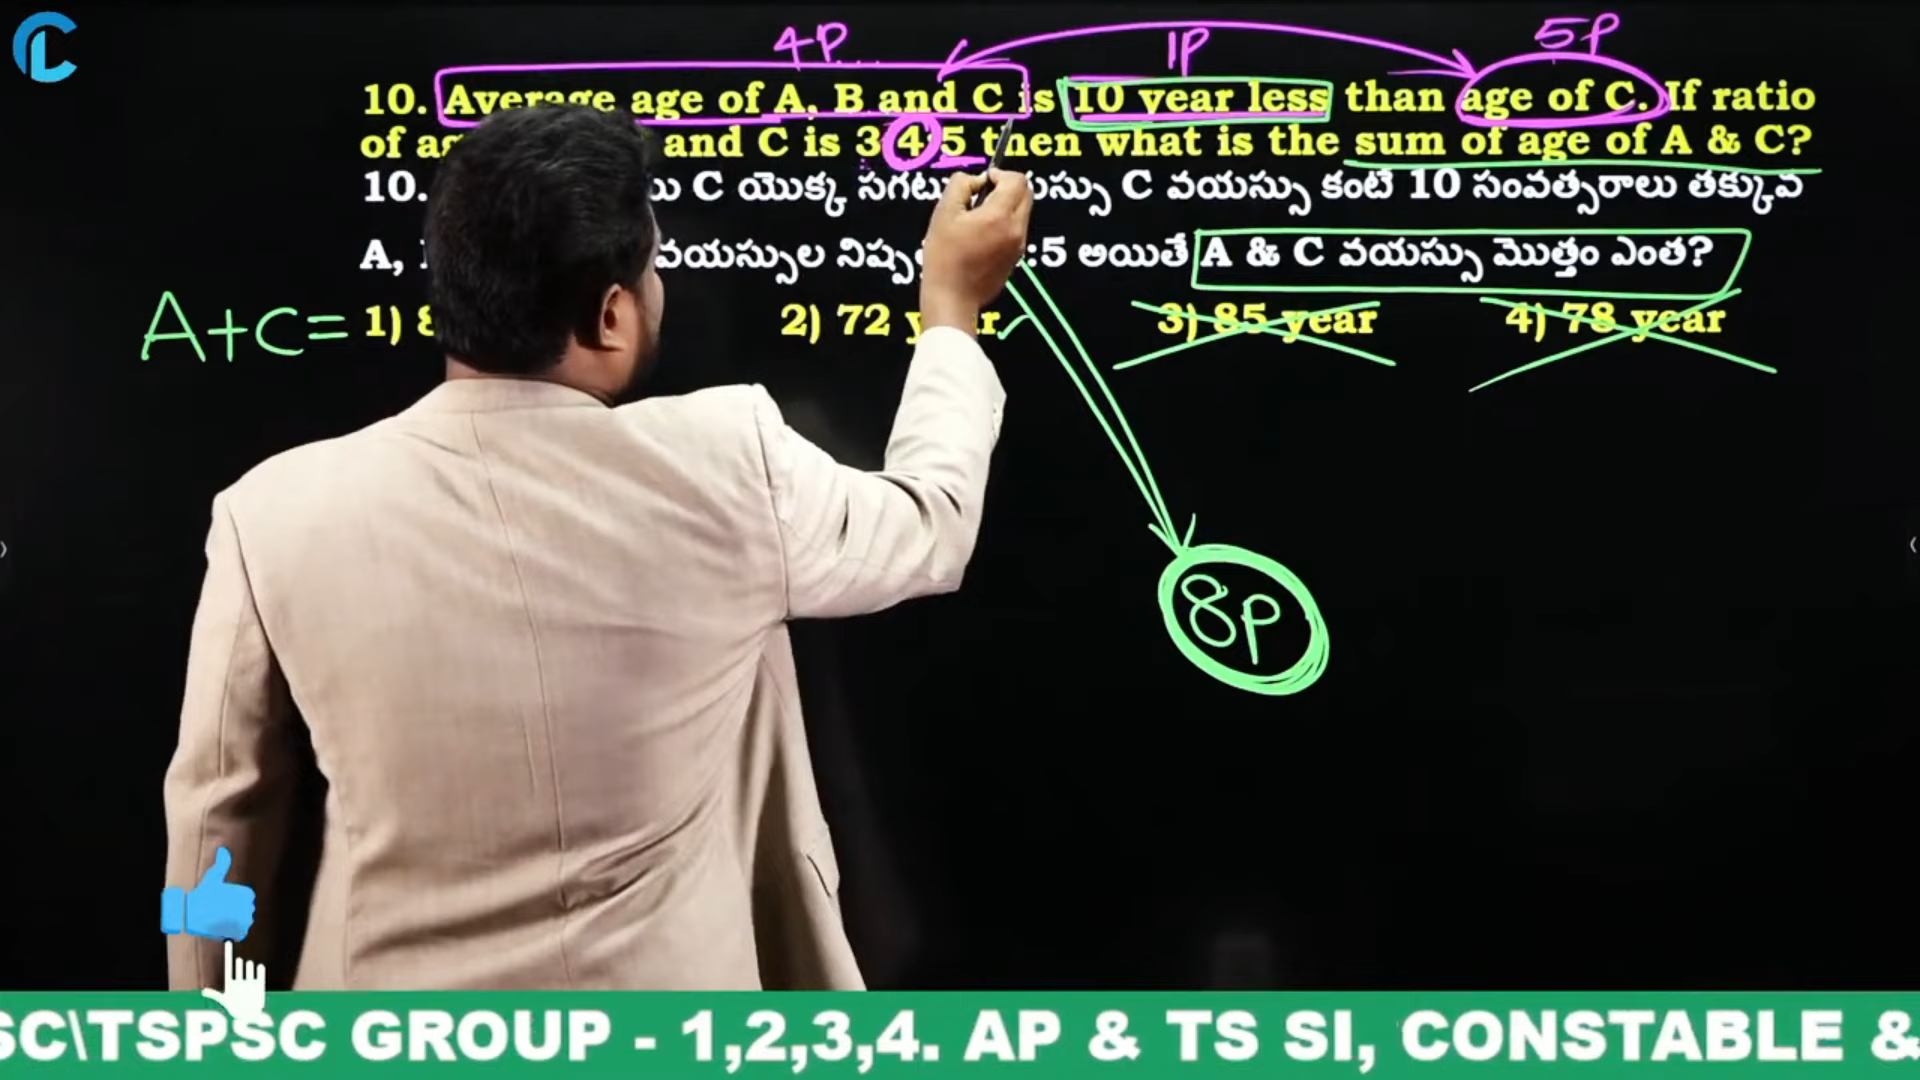 4P 1P 5P
10. Average age of A, B and C is 10 year less than age of C. If ratio
of and C is 3:4:5 then what is the sum of age of A & C?
10. C యొక్క C వయస్సు కంటే 10 సంవత్సరాలు తక్కువ
A, వయస్సుల :5 అయితే A & C వయస్సు మొత్తం ఎంత?
A+C= 1) 2) 72 3) 85 year 4) 78 year
8P
SC\TSPSC GROUP - 1,2,3,4. AP & TS SI, CONSTABLE &